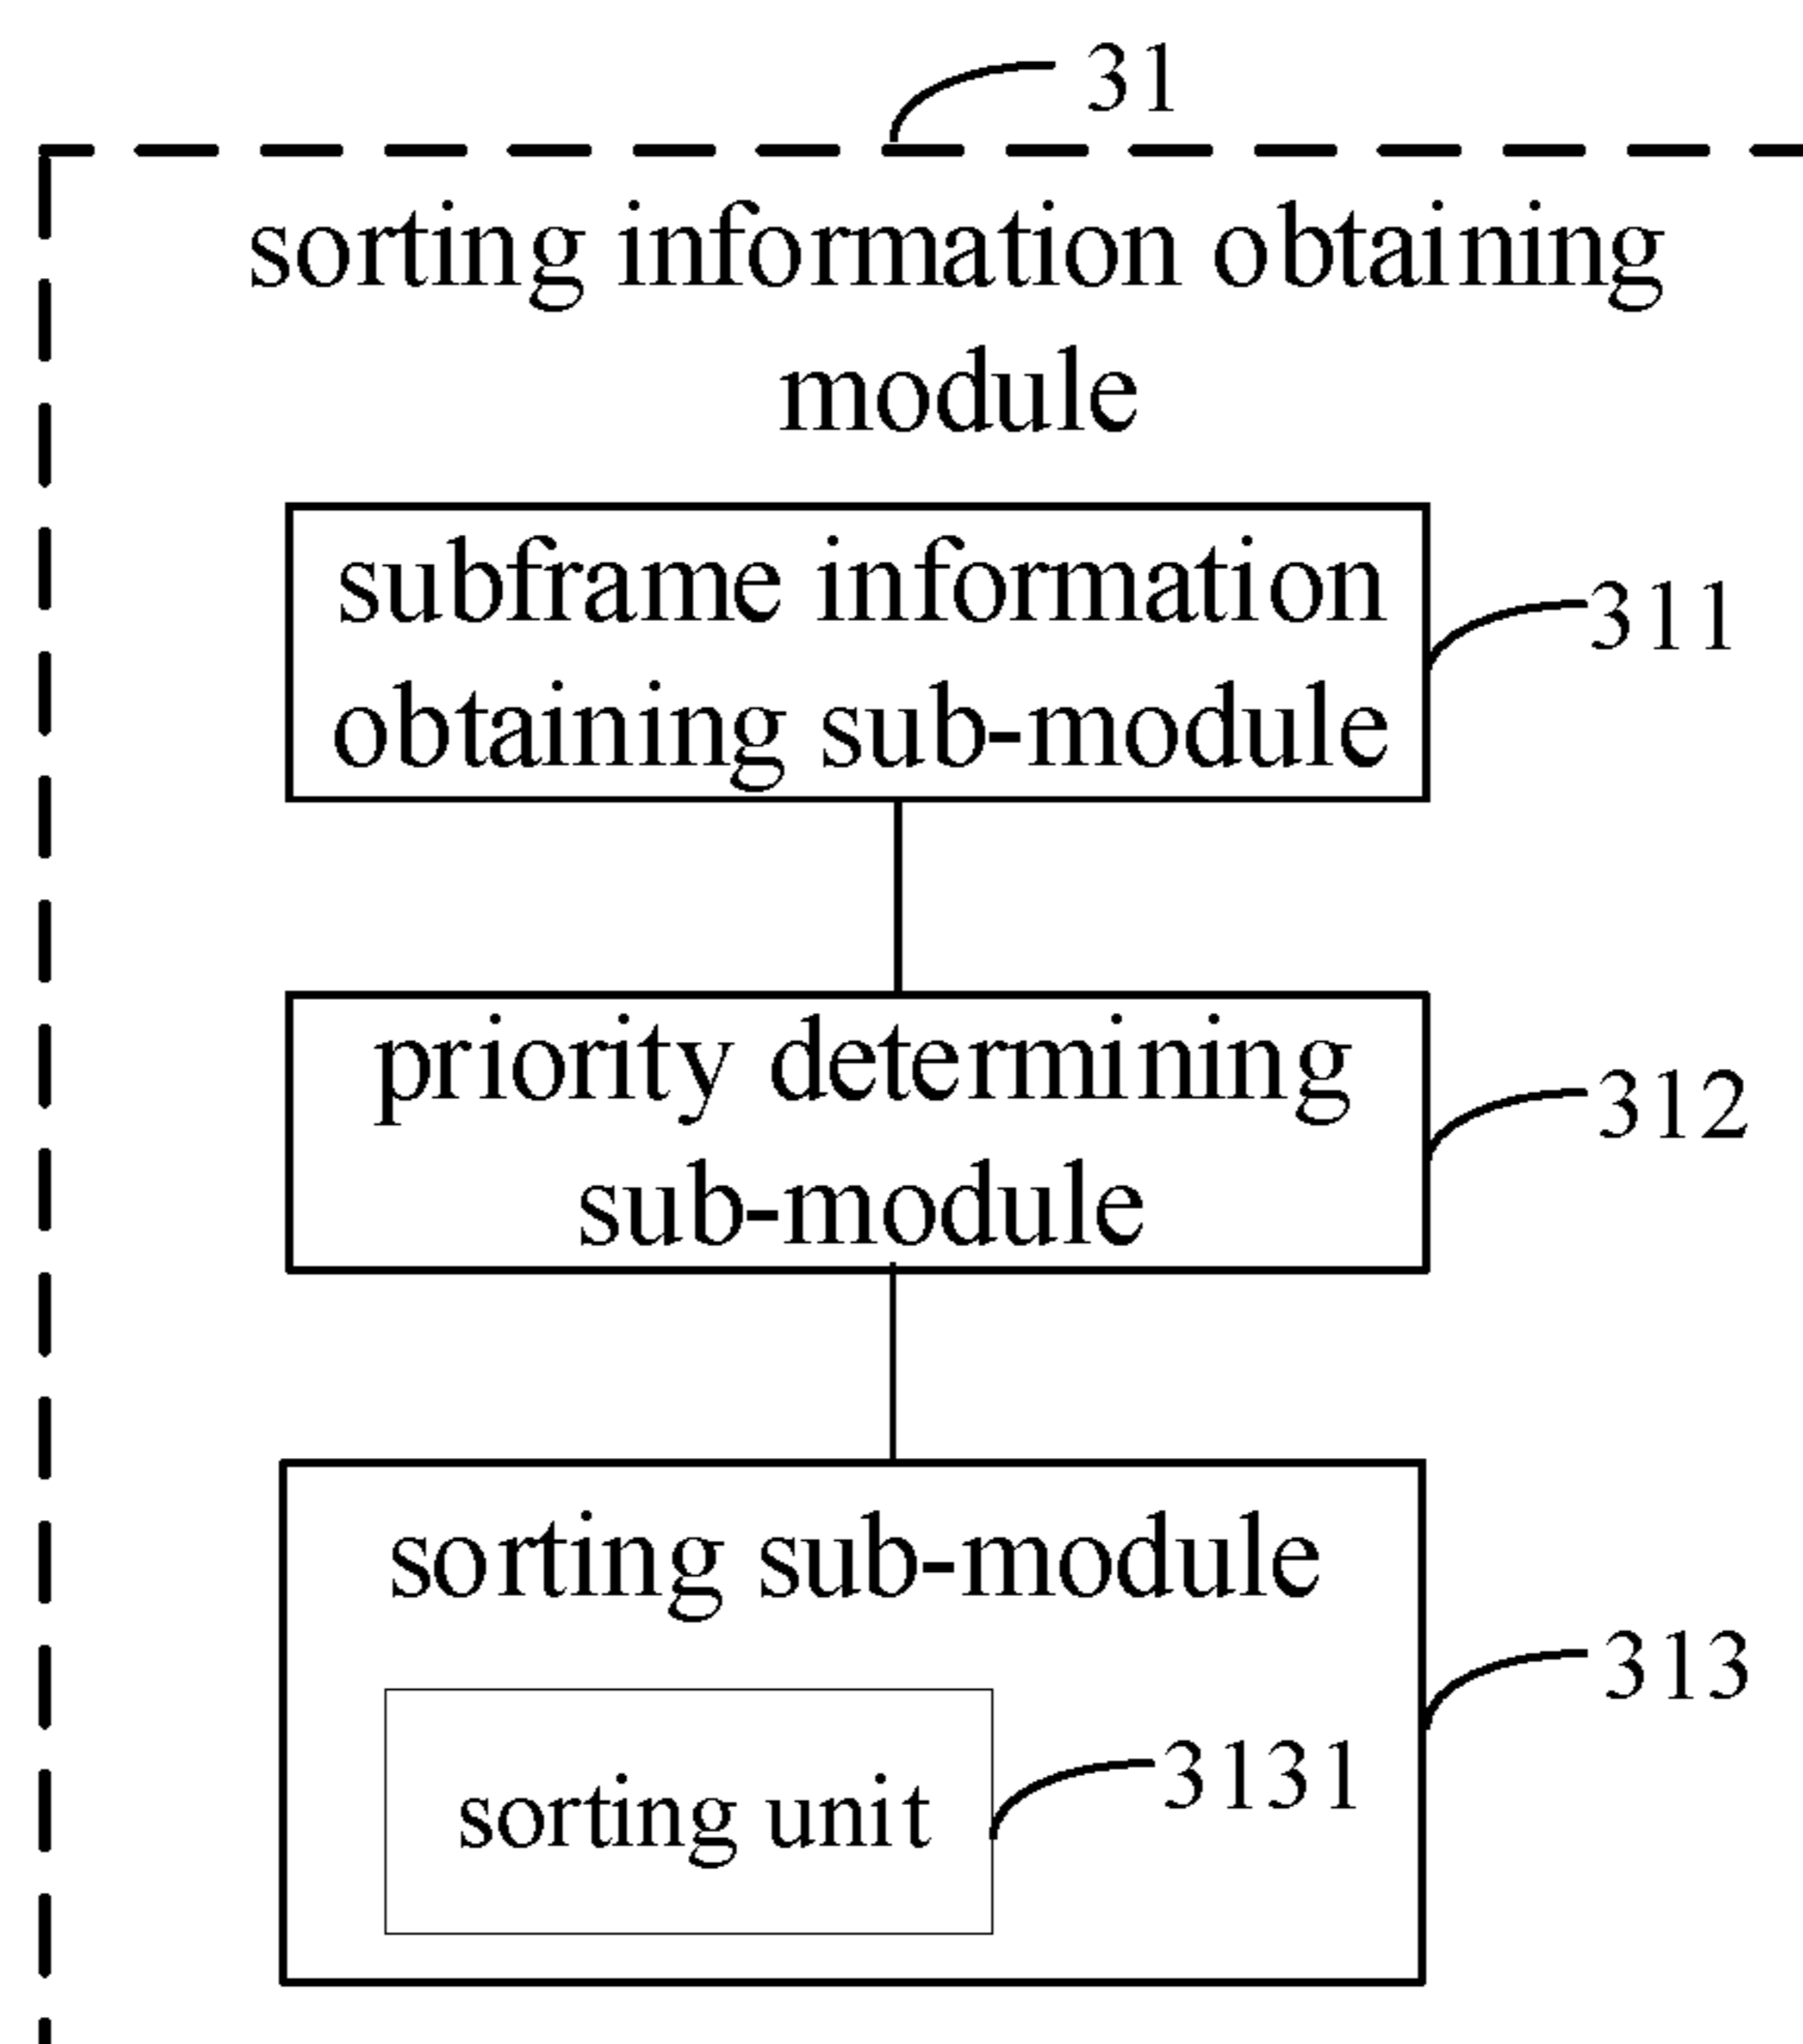 31
sorting information obtaining
module
subframe information
obtaining sub-module
311
priority determining
sub-module
312
sorting sub-module
313
sorting unit
3131